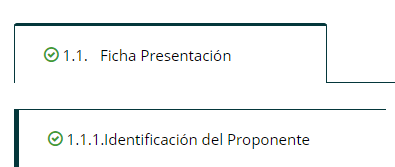 1.1. Ficha Presentación
1.1.1.Identificación del Proponente